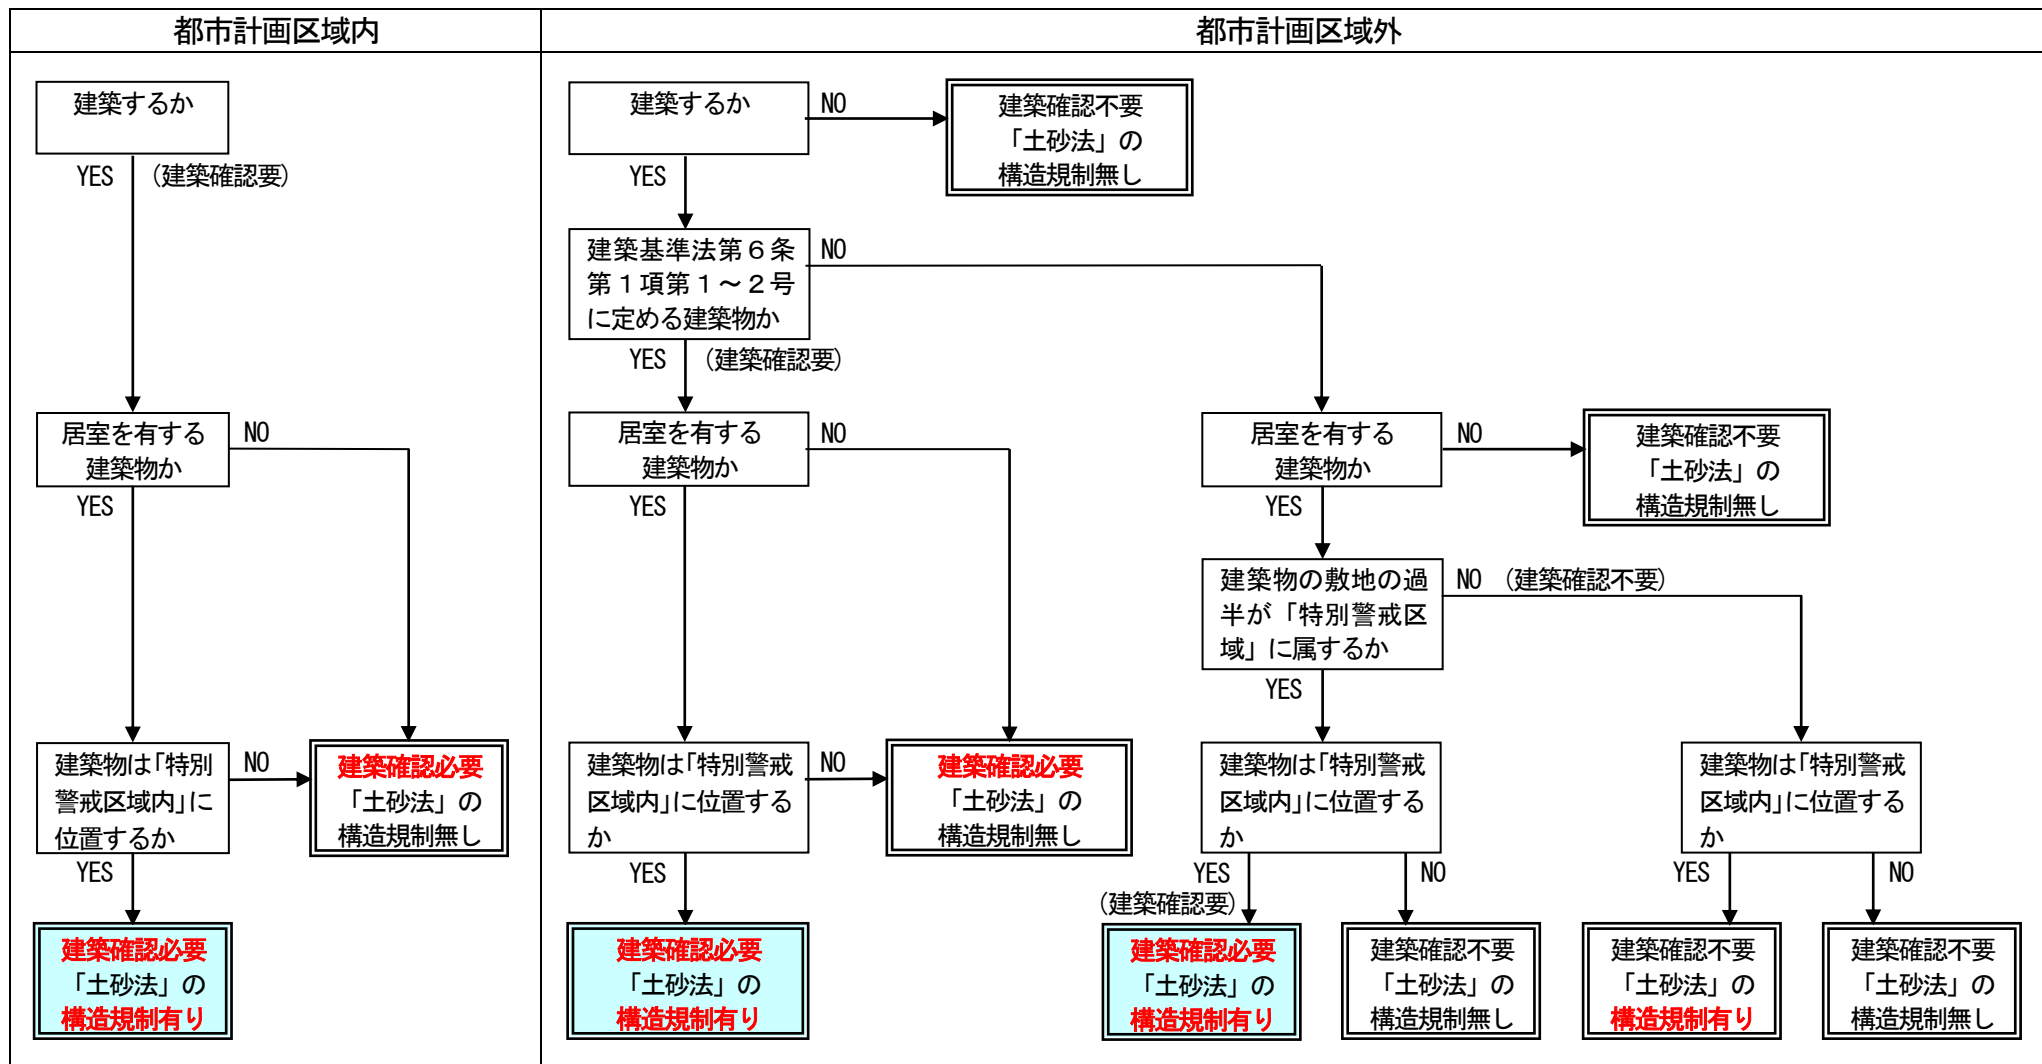 都市計画区域内
都市計画区域外
建築するか
YES
（建築確認要）
居室を有する
建築物か
NO
YES
建築物は「特別
警戒区域内」に
位置するか
NO
建築確認必要
「土砂法」の
構造規制無し
YES
建築確認必要
「土砂法」の
構造規制有り
建築するか
NO
建築確認不要
「土砂法」の
構造規制無し
YES
建築基準法第６条
第１項第１～２号
に定める建築物か
NO
YES
（建築確認要）
居室を有する
建築物か
NO
YES
建築物は「特別警戒
区域内」に位置する
か
NO
建築確認必要
「土砂法」の
構造規制無し
YES
建築確認必要
「土砂法」の
構造規制有り
居室を有する
建築物か
NO
建築確認不要
「土砂法」の
構造規制無し
YES
建築物の敷地の過
半が「特別警戒区
域」に属するか
NO （建築確認不要）
YES
建築物は「特別警戒
区域内」に位置する
か
YES
（建築確認要）
NO
建築確認必要
「土砂法」の
構造規制有り
建築確認不要
「土砂法」の
構造規制無し
建築物は「特別警戒
区域内」に位置する
か
YES
NO
建築確認不要
「土砂法」の
構造規制有り
建築確認不要
「土砂法」の
構造規制無し